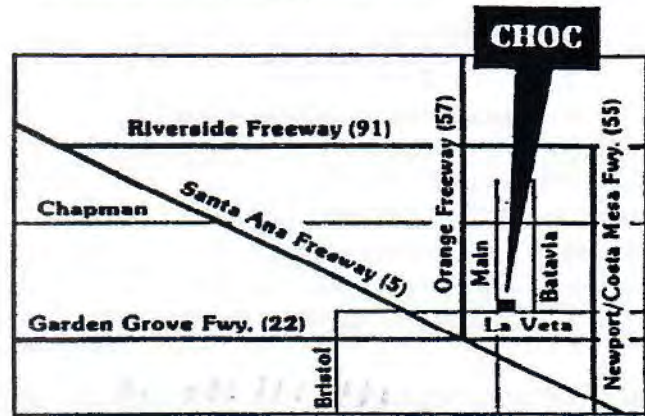 CHOC
Riverside Freeway (91)
Orange Freeway (57)
Newport/Costa Mesa Fwy. (55)
Chapman
Santa Ana Freeway (5)
Main
Batavia
Garden Grove Fwy. (22)
La Veta
Bristol